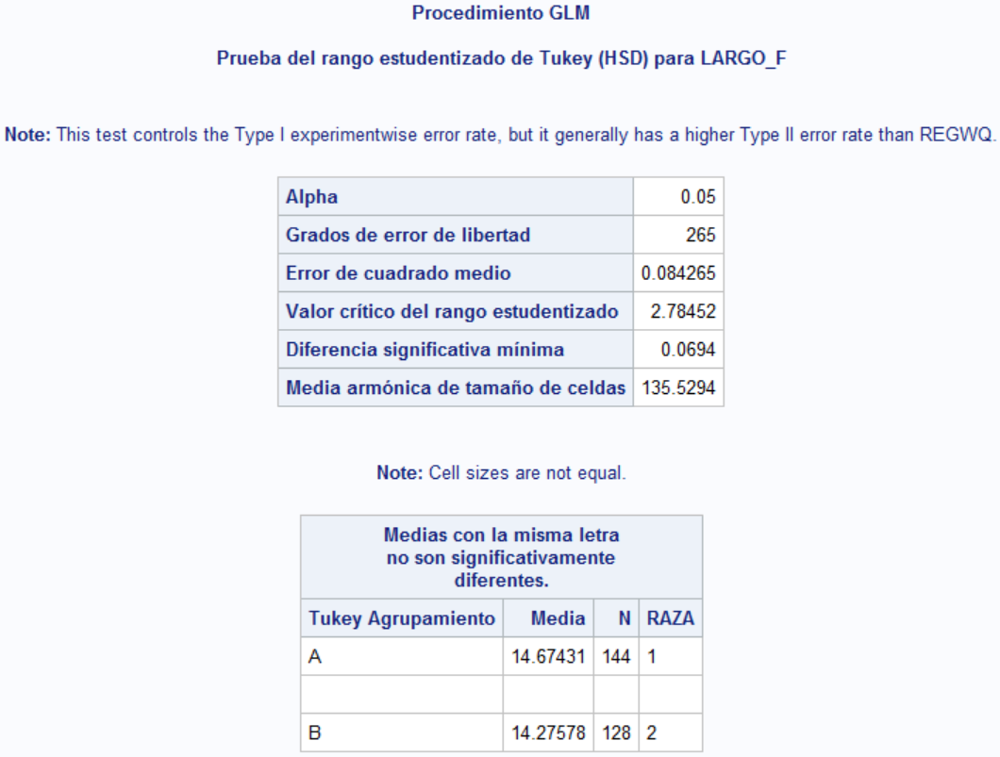 Procedimiento GLM
Prueba del rango estudentizado de Tukey (HSD) para LARGO_F
Note: This test controls the Type I experimentwise error rate, but it generally has a higher Type II error rate than REGWQ.
Alpha 0.05
Grados de error de libertad 265
Error de cuadrado medio 0.084265
Valor crítico del rango estudentizado 2.78452
Diferencia significativa mínima 0.0694
Media armónica de tamaño de celdas 135.5294
Note: Cell sizes are not equal.
Medias con la misma letra
no son significativamente
diferentes.
Tukey Agrupamiento Media N RAZA
A 14.67431 144 1
B 14.27578 128 2